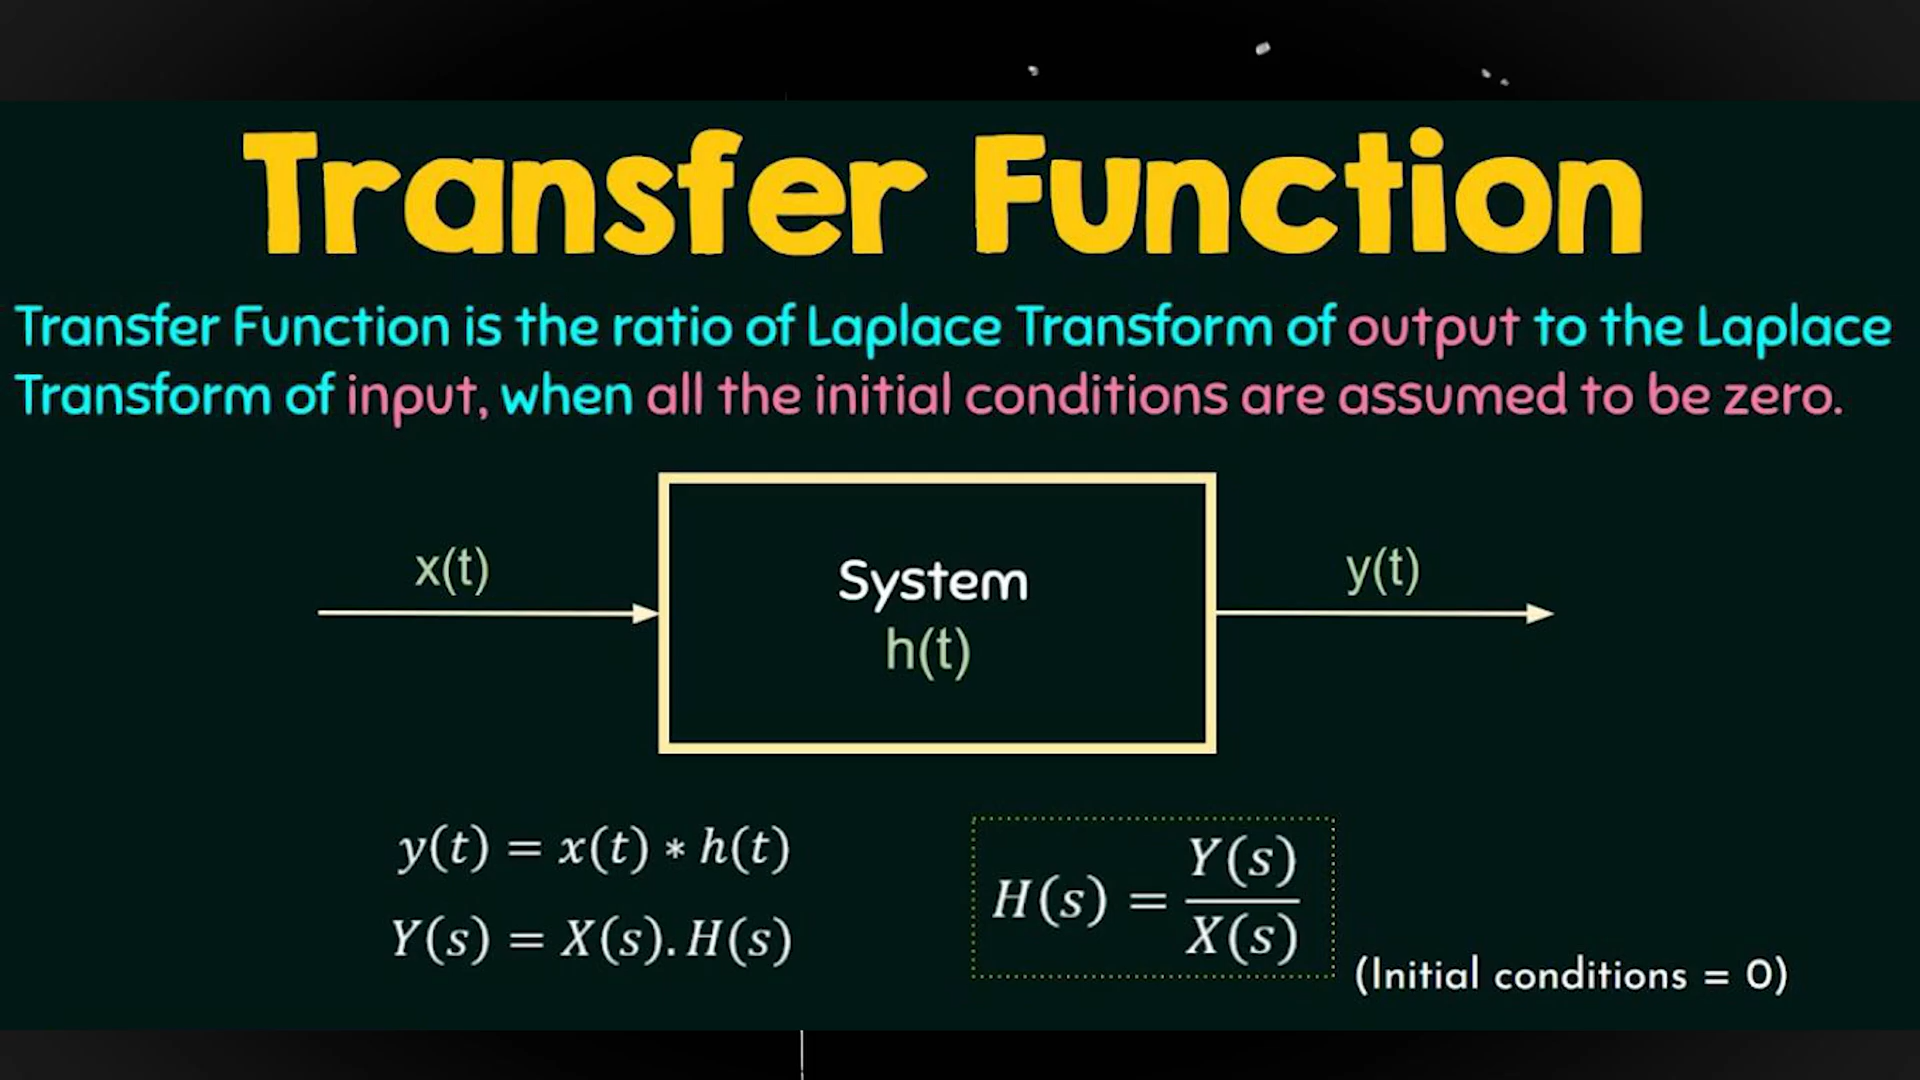 Transfer Function
Transfer Function is the ratio of Laplace Transform of output to the Laplace
Transform of input, when all the initial conditions are assumed to be zero.
x(t)
System
h(t)
y(t)
y(t) = x(t) * h(t)
Y(s) = X(s). H(s)
H(s) = Y(s)/X(s)
(Initial conditions = 0)